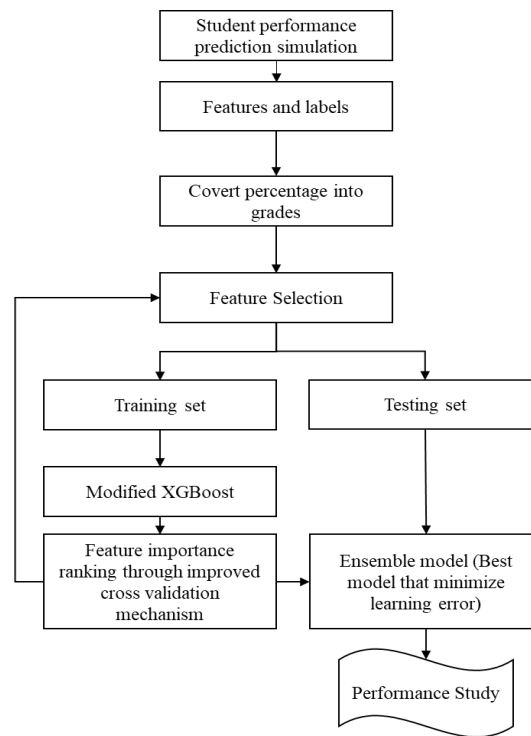 Student performance
prediction simulation
Features and labels
Covert percentage into
grades
Feature Selection
Training set
Testing set
Modified XGBoost
Feature importance
ranking through improved
cross validation
mechanism
Ensemble model (Best
model that minimize
learning error)
Performance Study